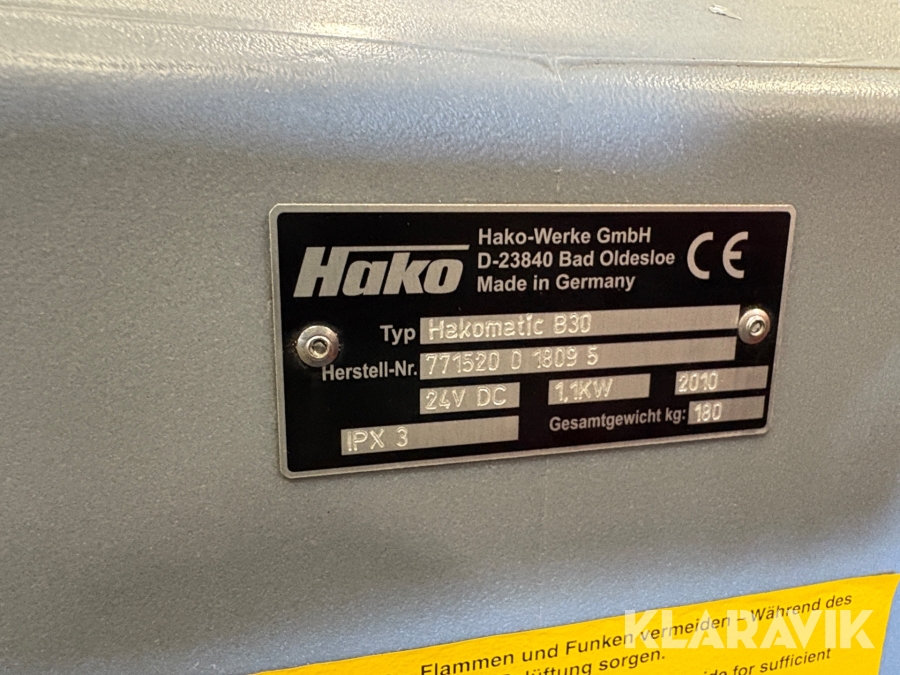 Hako
Hako-Werke GmbH
D-23840 Bad Oldesloe
Made in Germany
CE
Typ Hakomatic B30
Herstell-Nr. 771520 0 1809 5
24V DC 1,1KW 2010
IPX 3 Gesamtgewicht kg: 180
KLARAVIK
Flammen und Funken vermeiden – Während des
sorgen.
for sufficient